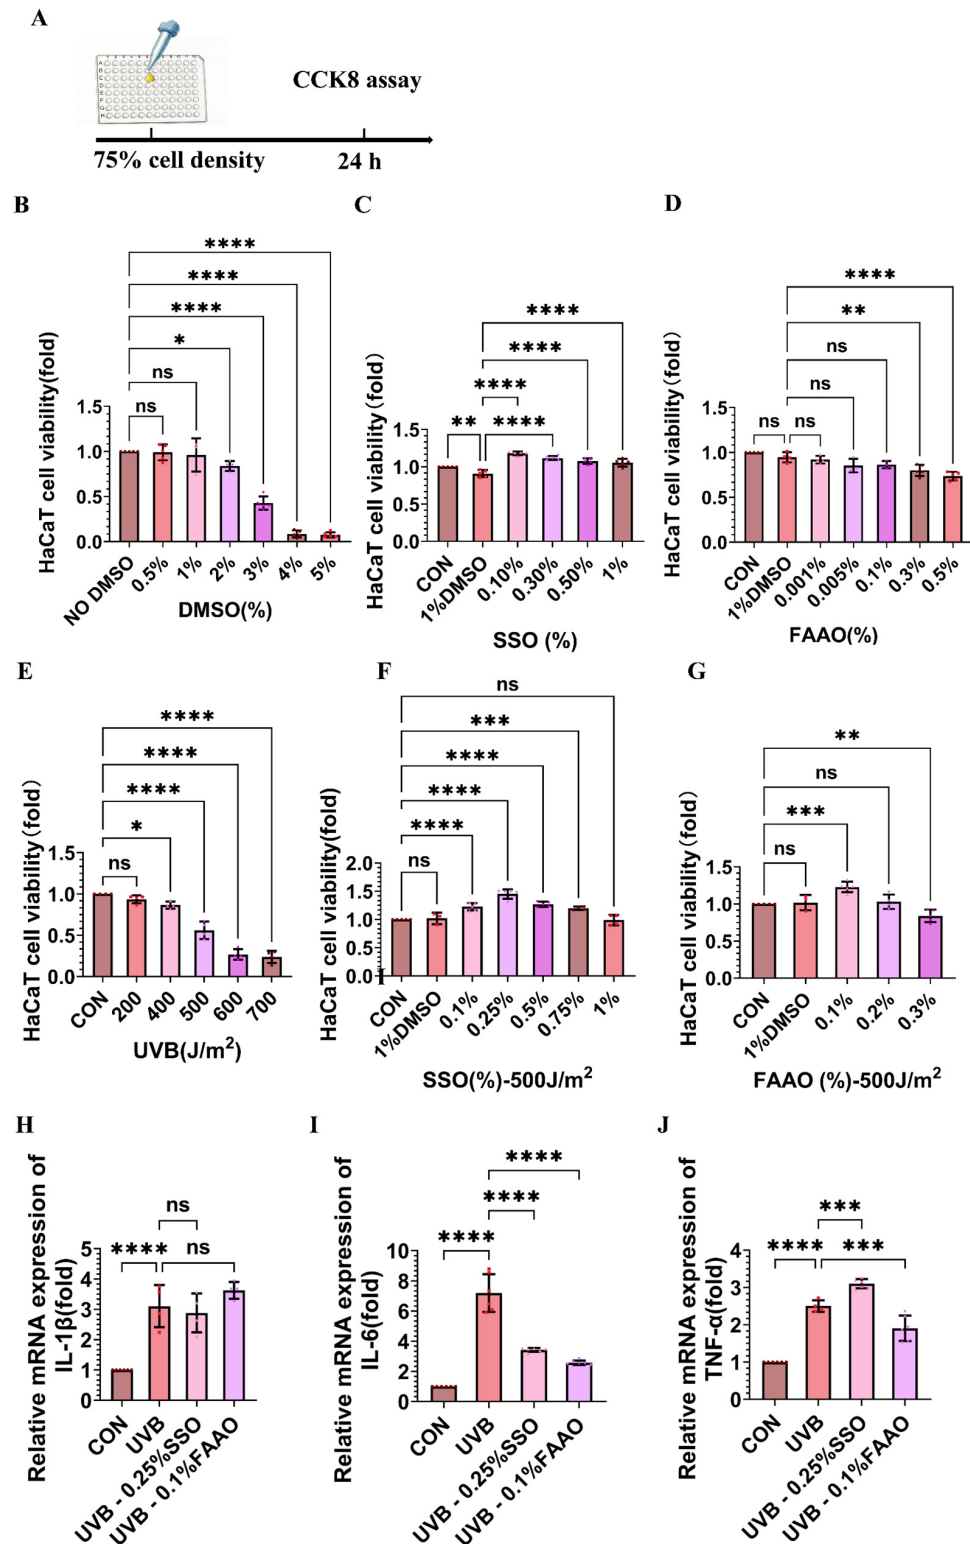 A
CCK8 assay
75% cell density
24 h
B
HaCaT cell viability(fold)
1.5
1.0
0.5
0.0
ns
ns
*
****
****
****
NO DMSO
0.5%
1%
2%
3%
4%
5%
DMSO(%)
C
HaCaT cell viability(fold)
1.5
1.0
0.5
0.0
**
****
****
****
****
CON
1%DMSO
0.10%
0.30%
0.50%
1%
SSO (%)
D
HaCaT cell viability(fold)
1.5
1.0
0.5
0.0
ns
ns
ns
ns
**
****
CON
1%DMSO
0.001%
0.005%
0.1%
0.3%
0.5%
FAAO(%)
E
HaCaT cell viability(fold)
1.5
1.0
0.5
0.0
ns
*
****
****
****
CON
200
400
500
600
700
UVB(J/m²)
F
HaCaT cell viability(fold)
2.0
1.5
1.0
0.5
0.0
ns
****
****
****
***
ns
CON
1%DMSO
0.1%
0.25%
0.5%
0.75%
1%
SSO(%)-500J/m²
G
HaCaT cell viability(fold)
1.5
1.0
0.5
0.0
ns
***
ns
**
CON
1%DMSO
0.1%
0.2%
0.3%
FAAO (%)-500J/m²
H
Relative mRNA expression of
IL-1β(fold)
5
4
3
2
1
0
****
ns
ns
CON
UVB
UVB - 0.25%SSO
UVB - 0.1%FAAO
I
Relative mRNA expression of
IL-6(fold)
10
8
6
4
2
0
****
****
****
CON
UVB
UVB - 0.25%SSO
UVB - 0.1%FAAO
J
Relative mRNA expression of
TNF-α(fold)
4
3
2
1
0
****
***
***
CON
UVB
UVB - 0.25%SSO
UVB - 0.1%FAAO